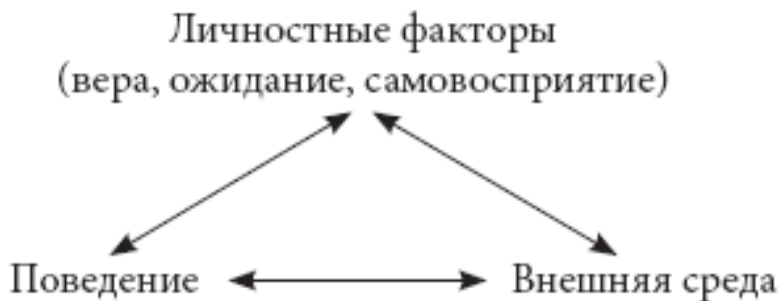 Личностные факторы
(вера, ожидание, самовосприятие)
Поведение
Внешняя среда